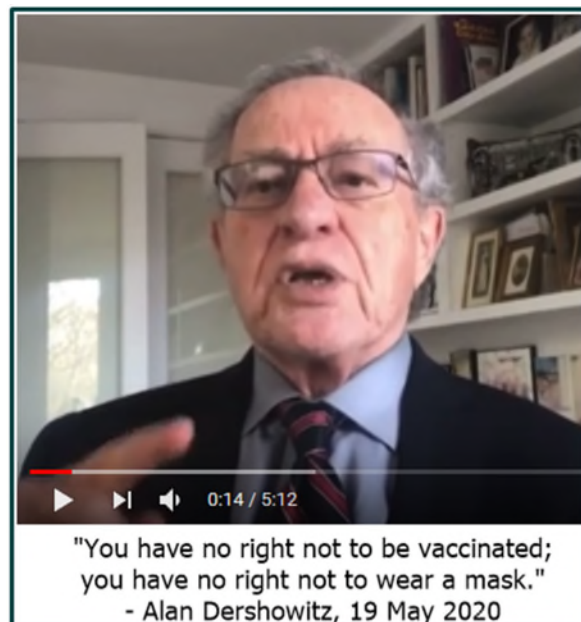 0:14 / 5:12
"You have no right not to be vaccinated;
you have no right not to wear a mask."
- Alan Dershowitz, 19 May 2020